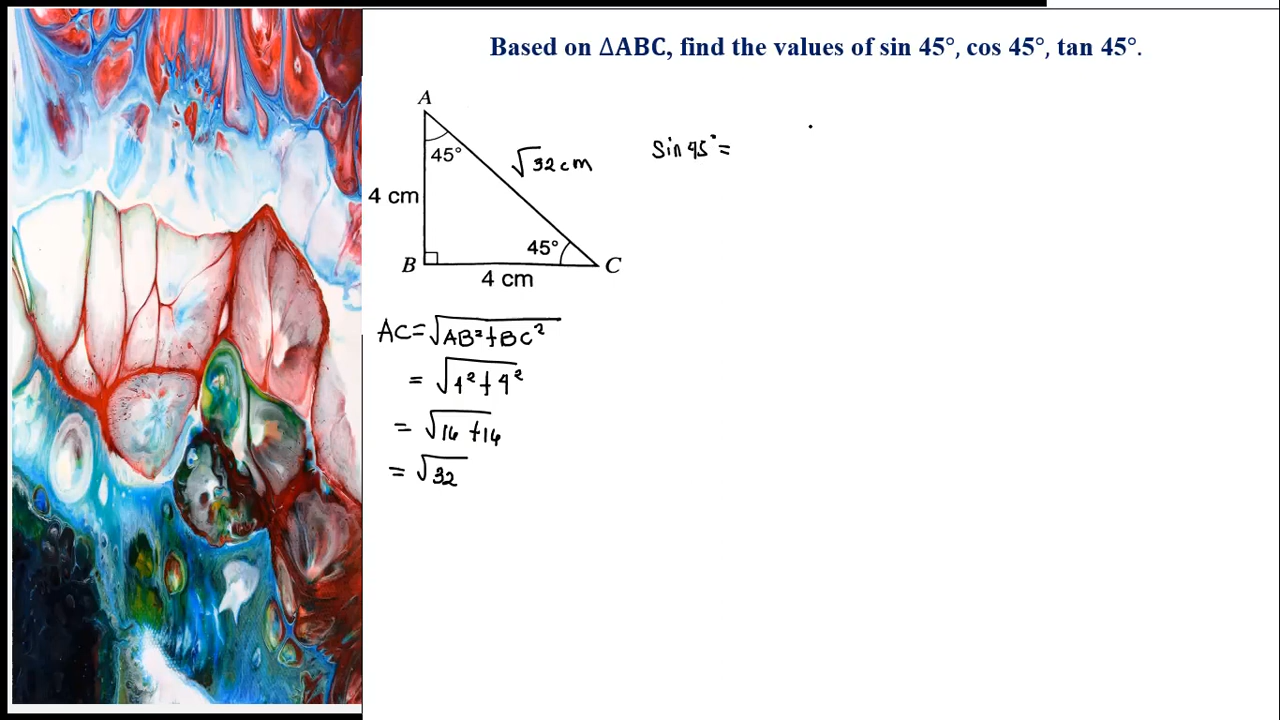 Based on ΔABC, find the values of sin 45°, cos 45°, tan 45°.
A
45°
√32 cm
sin 45° =
4 cm
45°
B
C
4 cm
AC = √AB² + BC²
= √4² + 4²
= √16 + 16
= √32